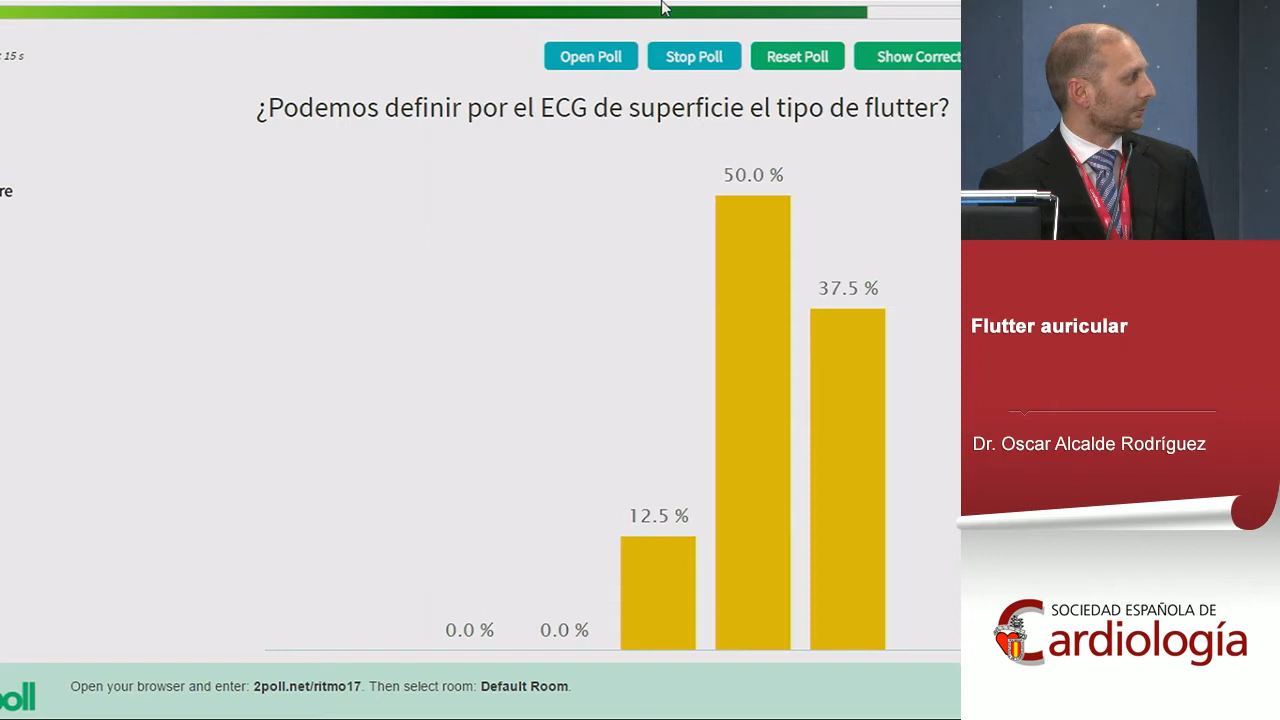 : 15 s
Open Poll
Stop Poll
Reset Poll
Show Correct
¿Podemos definir por el ECG de superficie el tipo de flutter?
re
50.0 %
37.5 %
12.5 %
0.0 %
0.0 %
oll
Open your browser and enter: 2poll.net/ritmo17. Then select room: Default Room.
Flutter auricular
Dr. Oscar Alcalde Rodríguez
SOCIEDAD ESPAÑOLA DE
Cardiología